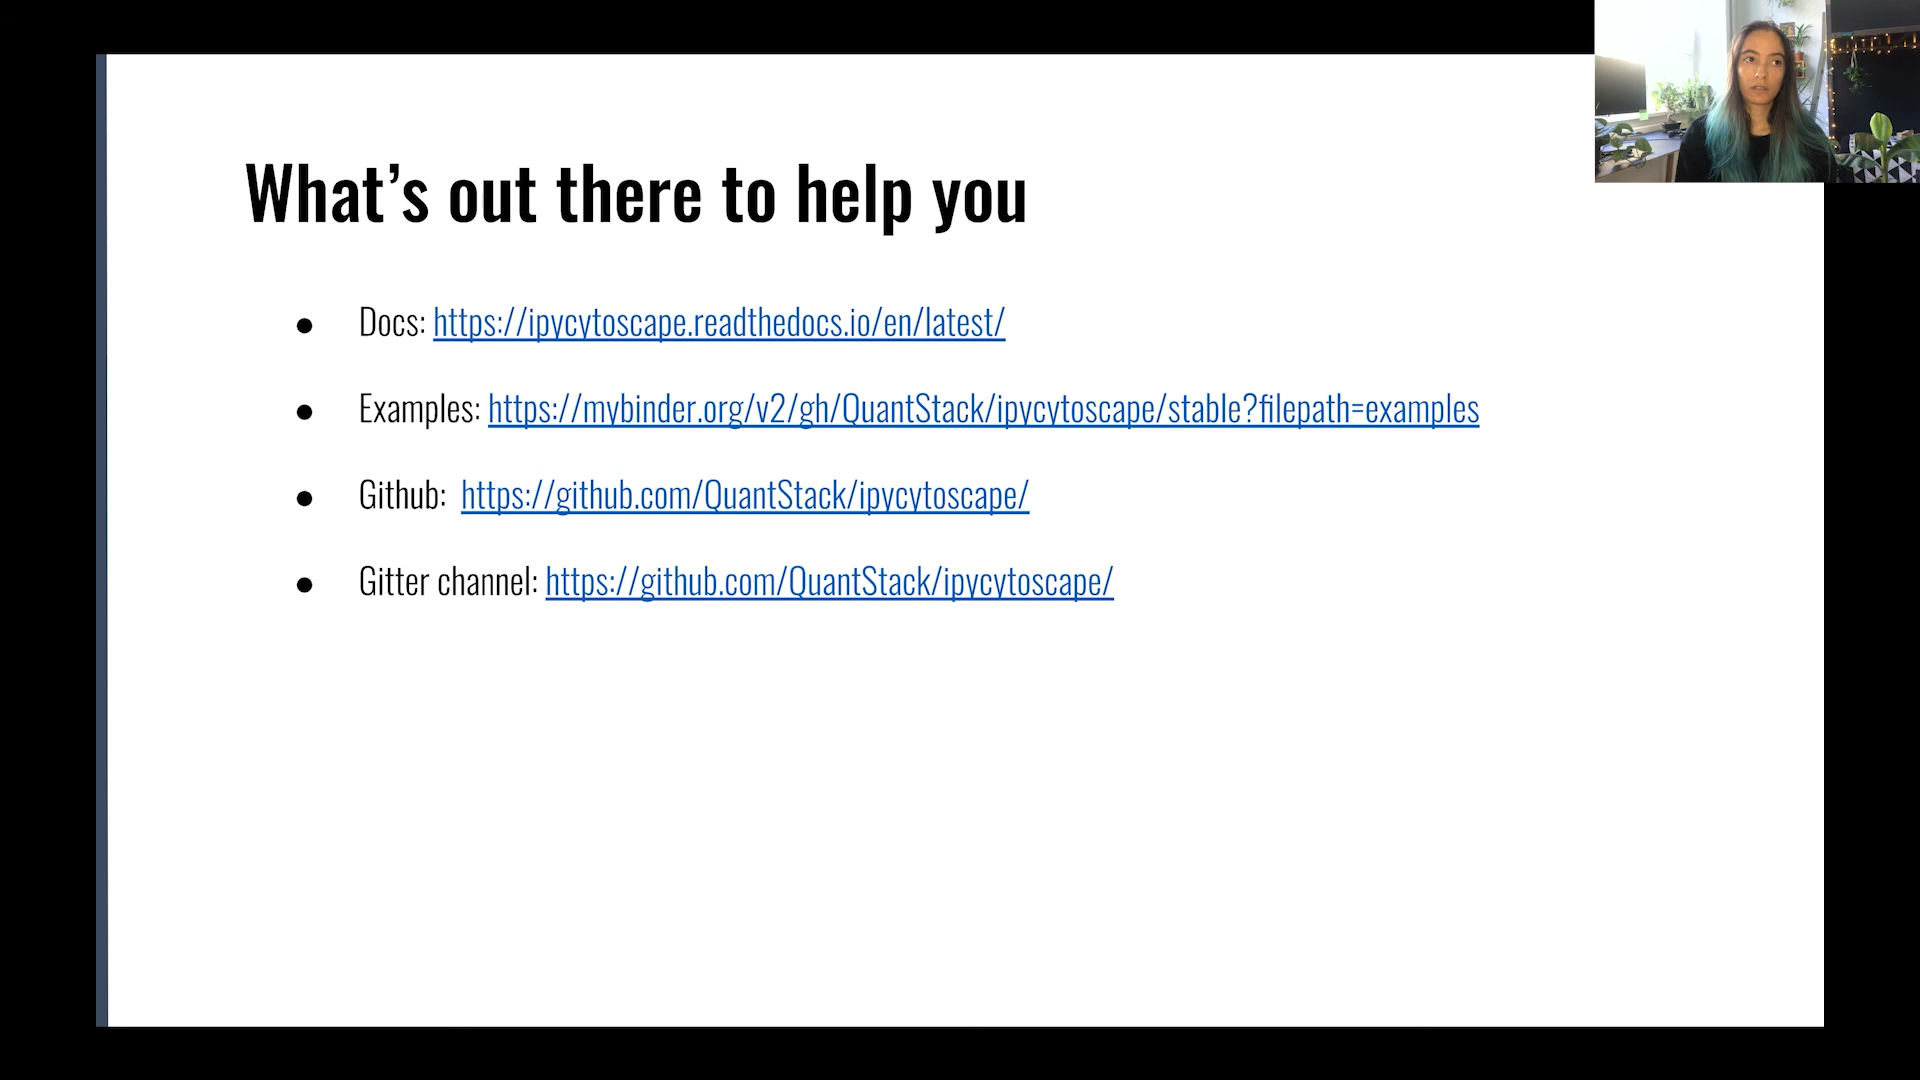 What’s out there to help you
● Docs: https://ipycytoscape.readthedocs.io/en/latest/
● Examples: https://mybinder.org/v2/gh/QuantStack/ipycytoscape/stable?filepath=examples
● Github: https://github.com/QuantStack/ipycytoscape/
● Gitter channel: https://github.com/QuantStack/ipycytoscape/